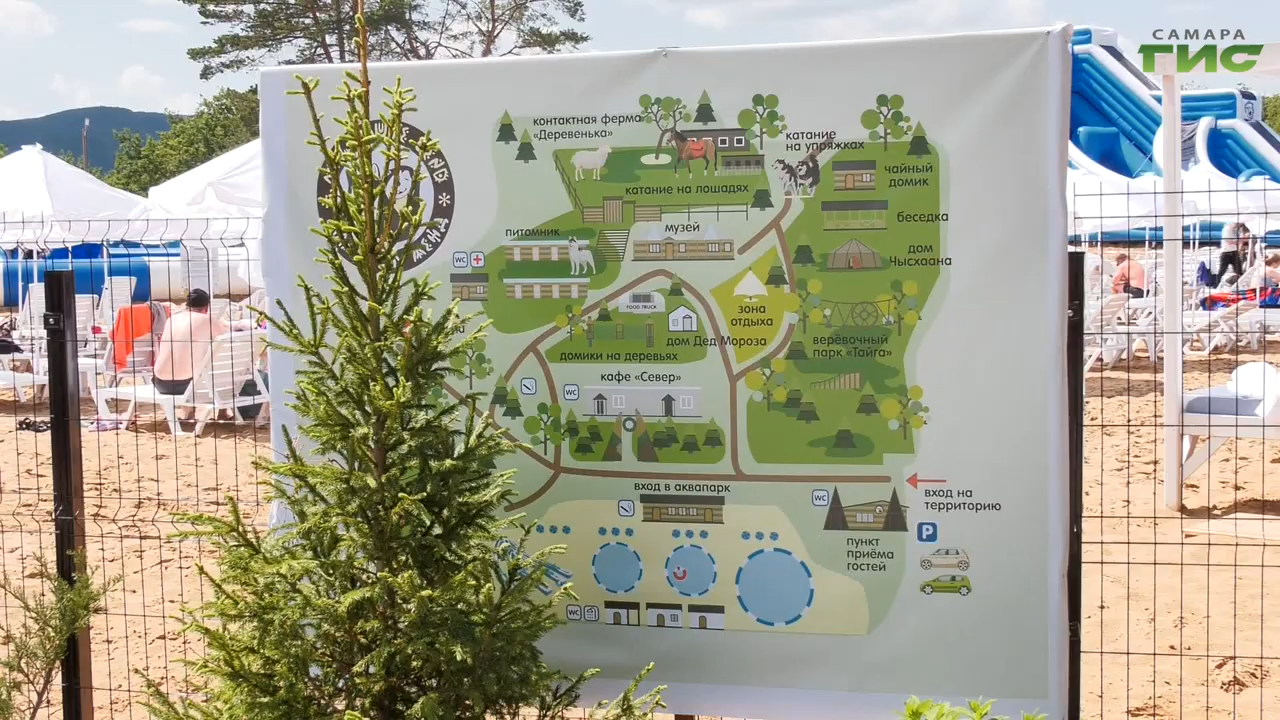 САМАРА
ГИС
контактная ферма
«Деревенька»
катание
на упряжках
чайный
домик
катание на лошадях
беседка
музей
питомник
дом
Чысхаана
WC
FOOD TRUCK
зона
отдыха
дом Дед Мороза
верёвочный
парк «Тайга»
домики на деревьях
кафе «Север»
WC
вход в аквапарк
WC
вход на
территорию
P
пункт
приёма
гостей
WC